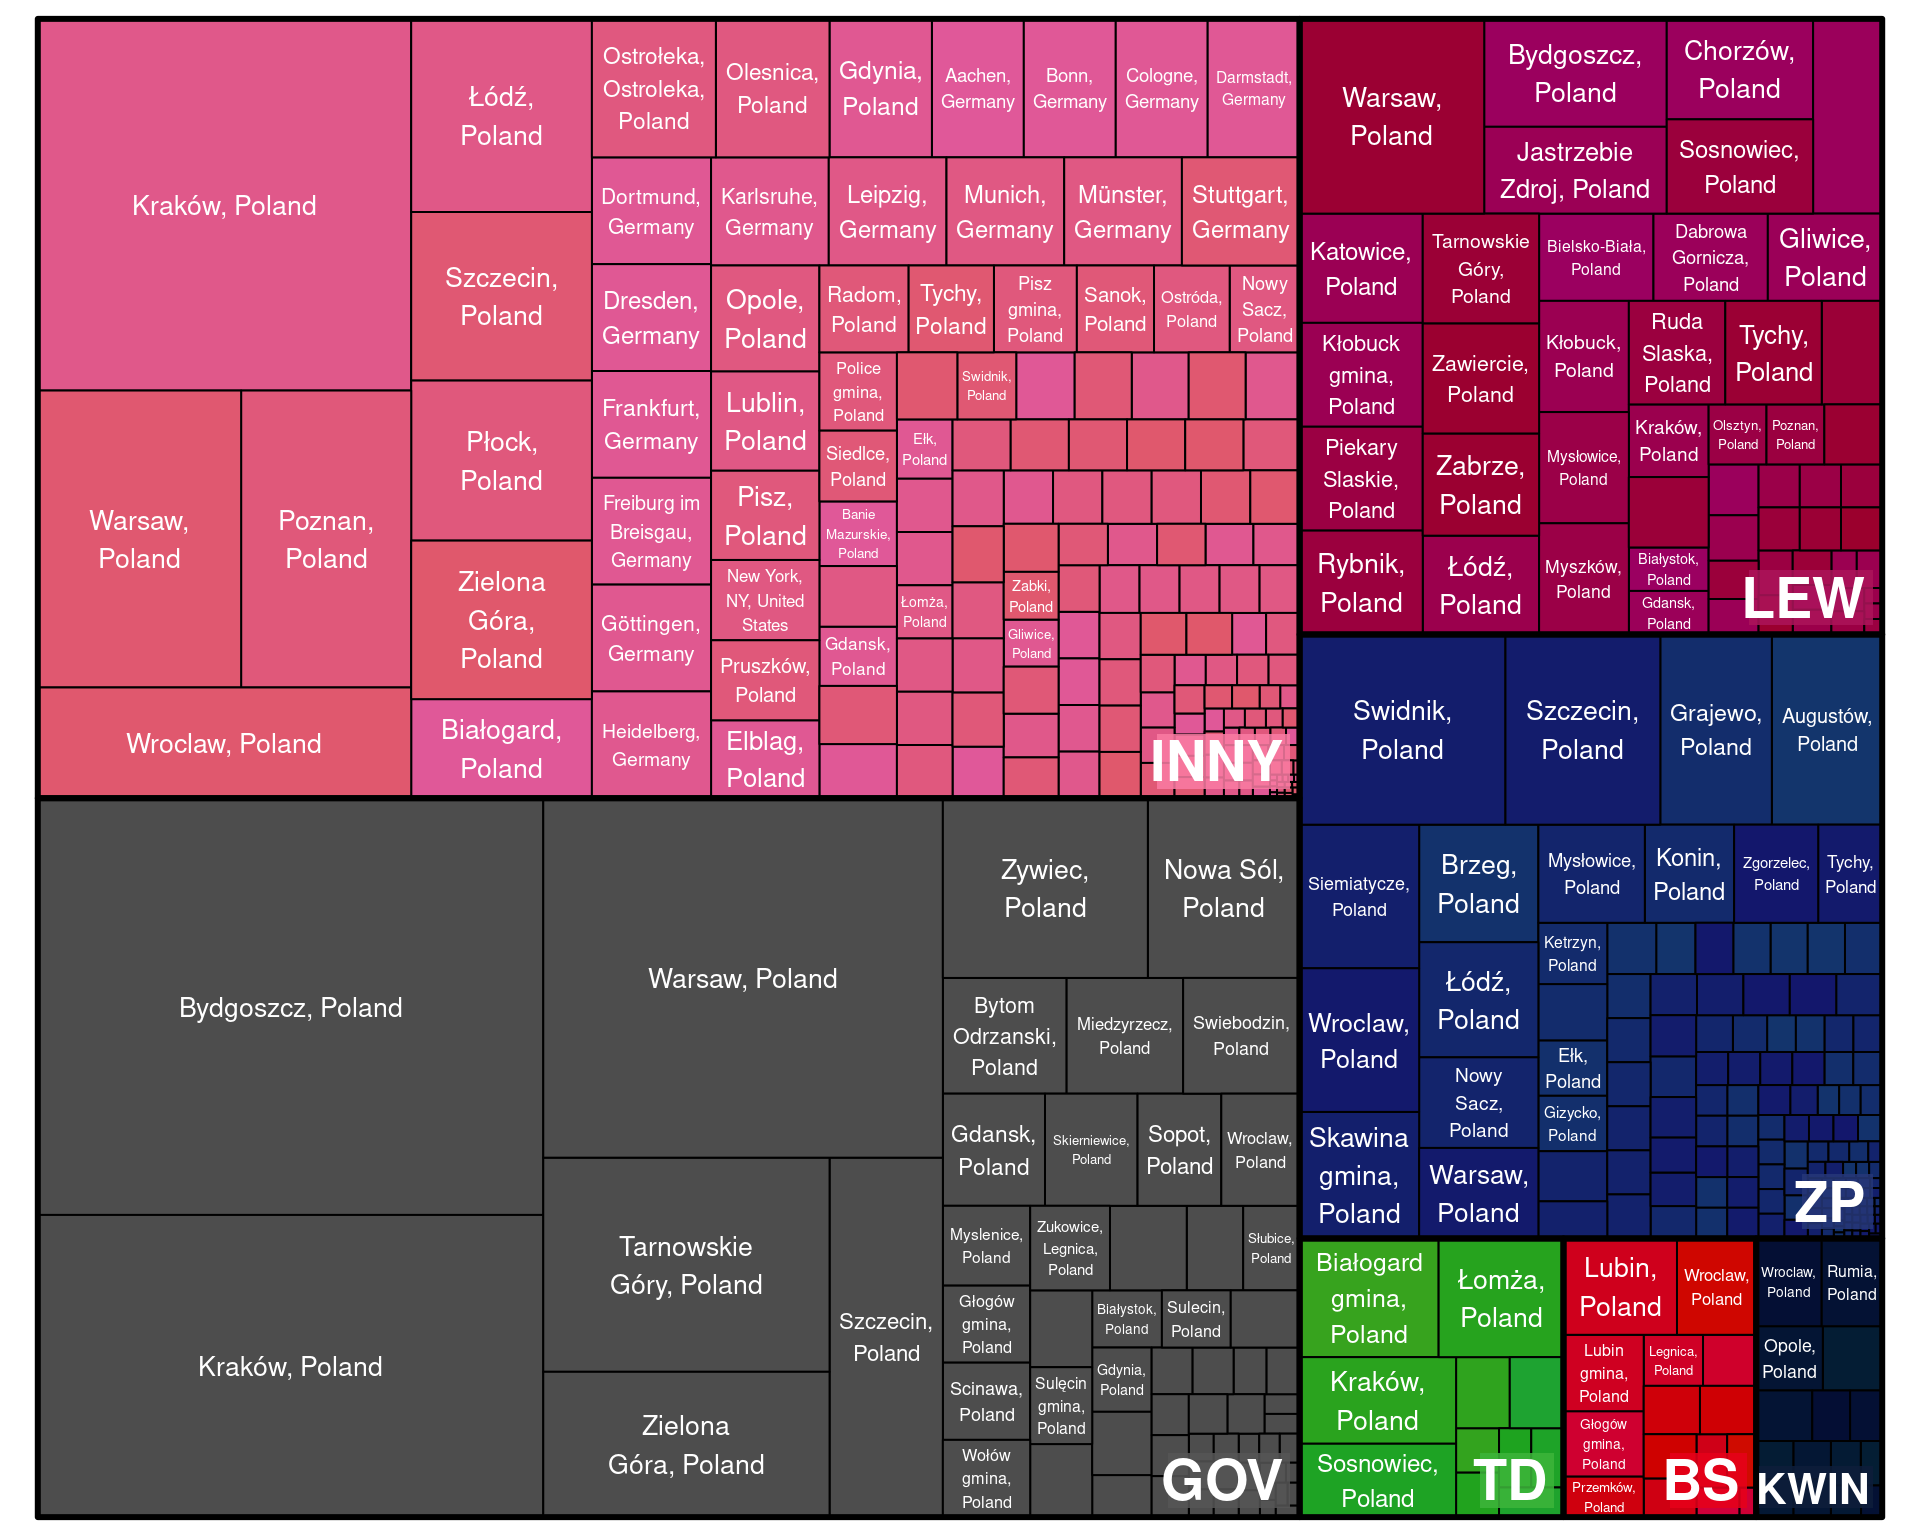 Kraków, Poland
Łódź,
Poland
Szczecin,
Poland
Warsaw,
Poland
Poznan,
Poland
Płock,
Poland
Zielona
Góra,
Poland
Wroclaw, Poland
Białogard,
Poland
Ostrołeka,
Ostroleka,
Poland
Olesnica,
Poland
Gdynia,
Poland
Aachen,
Germany
Bonn,
Germany
Cologne,
Germany
Darmstadt,
Germany
Dortmund,
Germany
Karlsruhe,
Germany
Leipzig,
Germany
Munich,
Germany
Münster,
Germany
Stuttgart,
Germany
Dresden,
Germany
Frankfurt,
Germany
Freiburg im
Breisgau,
Germany
Göttingen,
Germany
Heidelberg,
Germany
Opole,
Poland
Lublin,
Poland
Pisz,
Poland
New York,
NY, United
States
Pruszków,
Poland
Elblag,
Poland
Radom,
Poland
Tychy,
Poland
Pisz
gmina,
Poland
Sanok,
Poland
Ostróda,
Poland
Nowy
Sacz,
Poland
Police
gmina,
Poland
Swidnik,
Poland
Siedlce,
Poland
Ełk,
Poland
Banie
Mazurskie,
Poland
Łomża,
Poland
Gdansk,
Poland
Zabki,
Poland
Gliwice,
Poland
INNY
Warsaw,
Poland
Bydgoszcz,
Poland
Chorzów,
Poland
Jastrzebie
Zdroj, Poland
Sosnowiec,
Poland
Katowice,
Poland
Tarnowskie
Góry,
Poland
Bielsko-Biała,
Poland
Dabrowa
Gornicza,
Poland
Gliwice,
Poland
Kłobuck
gmina,
Poland
Zawiercie,
Poland
Kłobuck,
Poland
Ruda
Slaska,
Poland
Tychy,
Poland
Piekary
Slaskie,
Poland
Zabrze,
Poland
Mysłowice,
Poland
Kraków,
Poland
Olsztyn,
Poland
Poznan,
Poland
Rybnik,
Poland
Łódź,
Poland
Myszków,
Poland
Białystok,
Poland
Gdansk,
Poland
LEW
Bydgoszcz, Poland
Kraków, Poland
Warsaw, Poland
Tarnowskie
Góry, Poland
Zielona
Góra, Poland
Szczecin,
Poland
Zywiec,
Poland
Nowa Sól,
Poland
Bytom
Odrzanski,
Poland
Miedzyrzecz,
Poland
Swiebodzin,
Poland
Gdansk,
Poland
Skierniewice,
Poland
Sopot,
Poland
Wroclaw,
Poland
Myslenice,
Poland
Zukowice,
Legnica,
Poland
Słubice,
Poland
Głogów
gmina,
Poland
Białystok,
Poland
Sulecin,
Poland
Scinawa,
Poland
Sulęcin
gmina,
Poland
Gdynia,
Poland
Wołów
gmina,
Poland
GOV
Swidnik,
Poland
Szczecin,
Poland
Grajewo,
Poland
Augustów,
Poland
Siemiatycze,
Poland
Brzeg,
Poland
Mysłowice,
Poland
Konin,
Poland
Zgorzelec,
Poland
Tychy,
Poland
Wroclaw,
Poland
Łódź,
Poland
Ketrzyn,
Poland
Nowy
Sacz,
Poland
Ełk,
Poland
Gizycko,
Poland
Skawina
gmina,
Poland
Warsaw,
Poland
ZP
Białogard
gmina,
Poland
Łomża,
Poland
Kraków,
Poland
Sosnowiec,
Poland
TD
Lubin,
Poland
Wroclaw,
Poland
Lubin
gmina,
Poland
Legnica,
Poland
Głogów
gmina,
Poland
Przemków,
Poland
BS
Wroclaw,
Poland
Rumia,
Poland
Opole,
Poland
KWIN